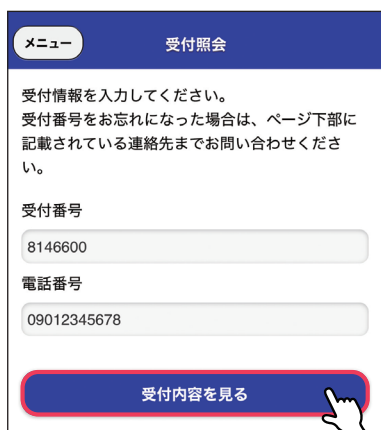 メニュー
受付照会
受付情報を入力してください。
受付番号をお忘れになった場合は、ページ下部に
記載されている連絡先までお問い合わせくださ
い。
受付番号
8146600
電話番号
09012345678
受付内容を見る